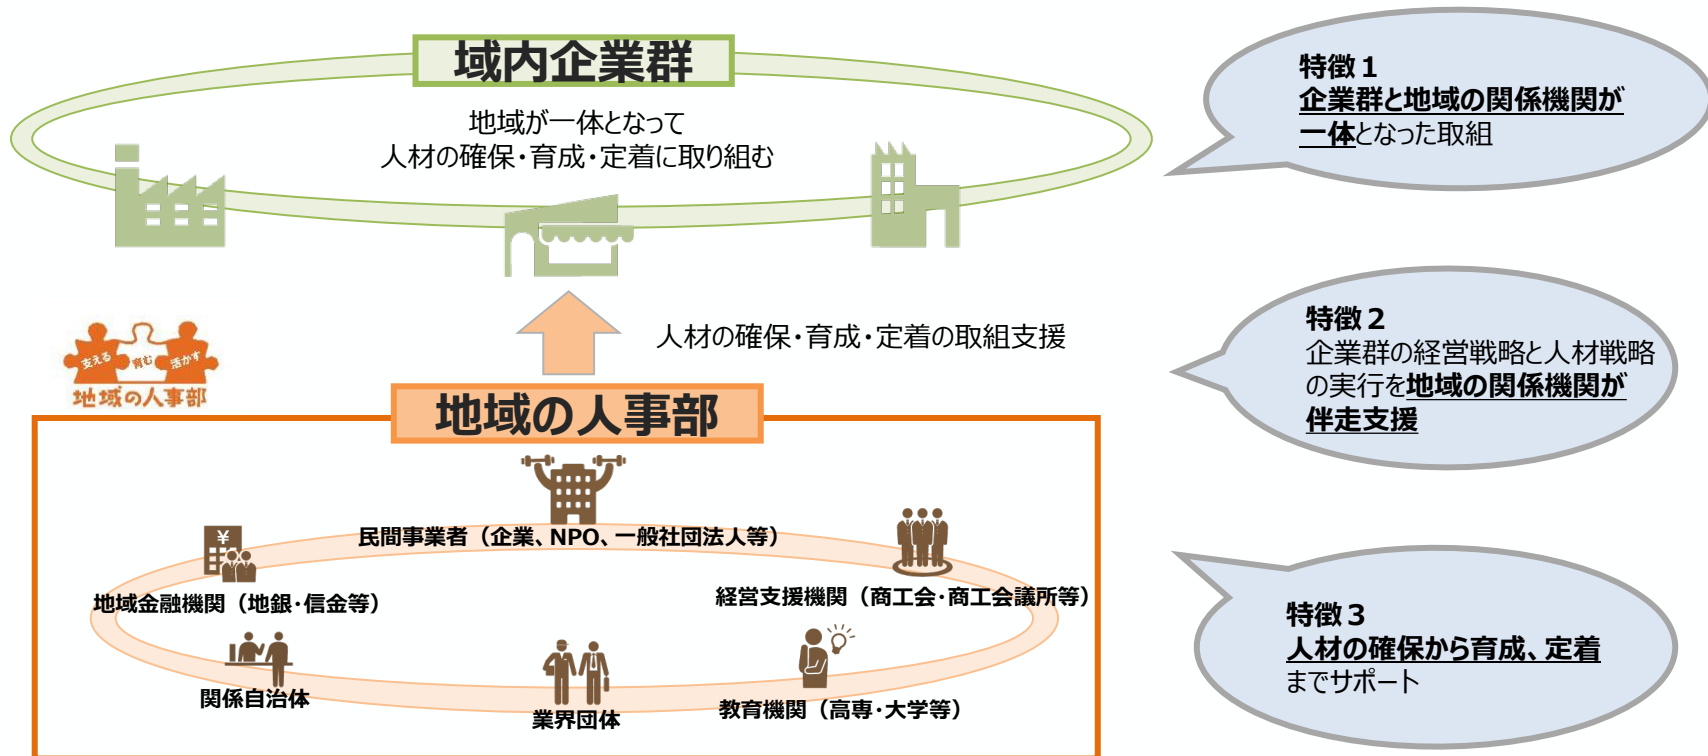 域内企業群
地域が一体となって
人材の確保・育成・定着に取り組む
特徴１
企業群と地域の関係機関が
一体となった取組
人材の確保・育成・定着の取組支援
特徴２
企業群の経営戦略と人材戦略
の実行を地域の関係機関が
伴走支援
支える 育む 活かす
地域の人事部
地域の人事部
民間事業者（企業、NPO、一般社団法人等）
¥
地域金融機関（地銀・信金等）
経営支援機関（商工会・商工会議所等）
関係自治体
業界団体
教育機関（高専・大学等）
特徴３
人材の確保から育成、定着
までサポート